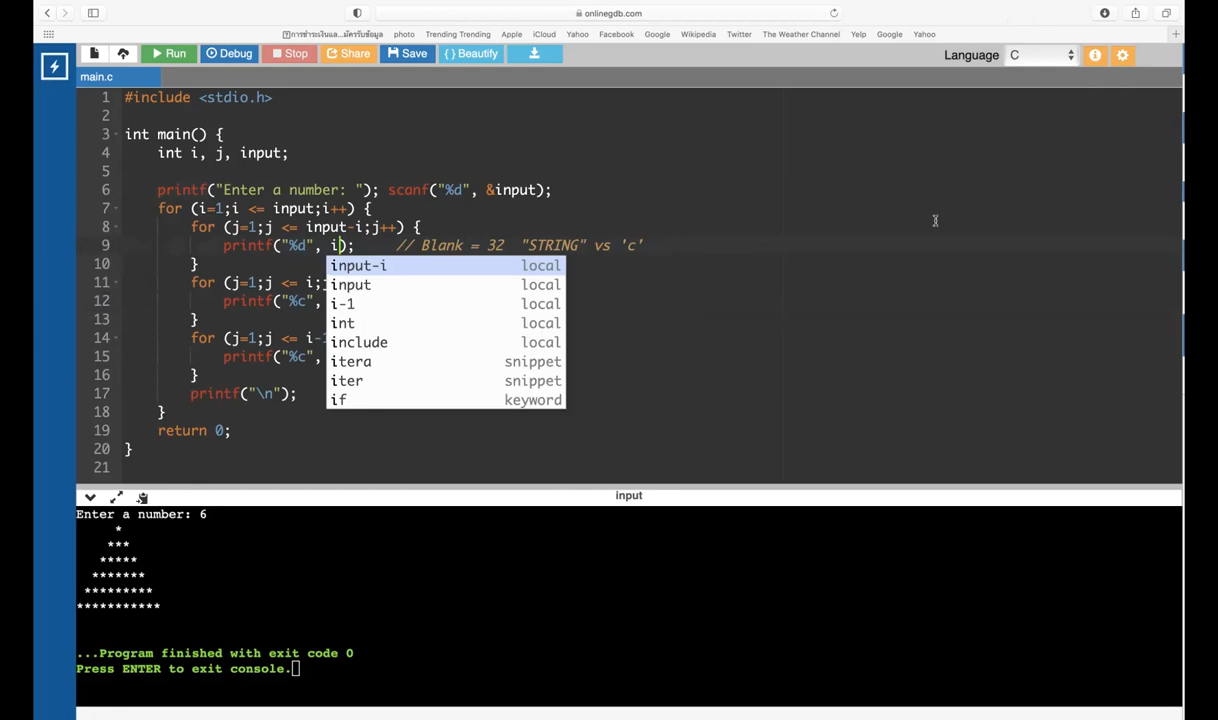 onlinegdb.com
Trending Trending Apple iCloud Yahoo Facebook Google Wikipedia Twitter The Weather Channel Yelp Google Yahoo
photo
Run Debug Stop Share Save { } Beautify Language C
main.c
1 #include <stdio.h>
2
3 int main() {
4 int i, j, input;
5
6 printf("Enter a number: "); scanf("%d", &input);
7 for (i=1;i <= input;i++) {
8 for (j=1;j <= input-i;j++) {
9 printf("%d", i); // Blank = 32 "STRING" vs 'c'
10 }
11 for (j=1;j <= i;j
12 printf("%c",
13 }
14 for (j=1;j <= i-1
15 printf("%c",
16 }
17 printf("\n");
18 }
19 return 0;
20 }
21
input-i local
input local
i-1 local
int local
include local
itera snippet
iter snippet
if keyword
input
Enter a number: 6
*
***
*****
*******
*********
***********
...Program finished with exit code 0
Press ENTER to exit console.